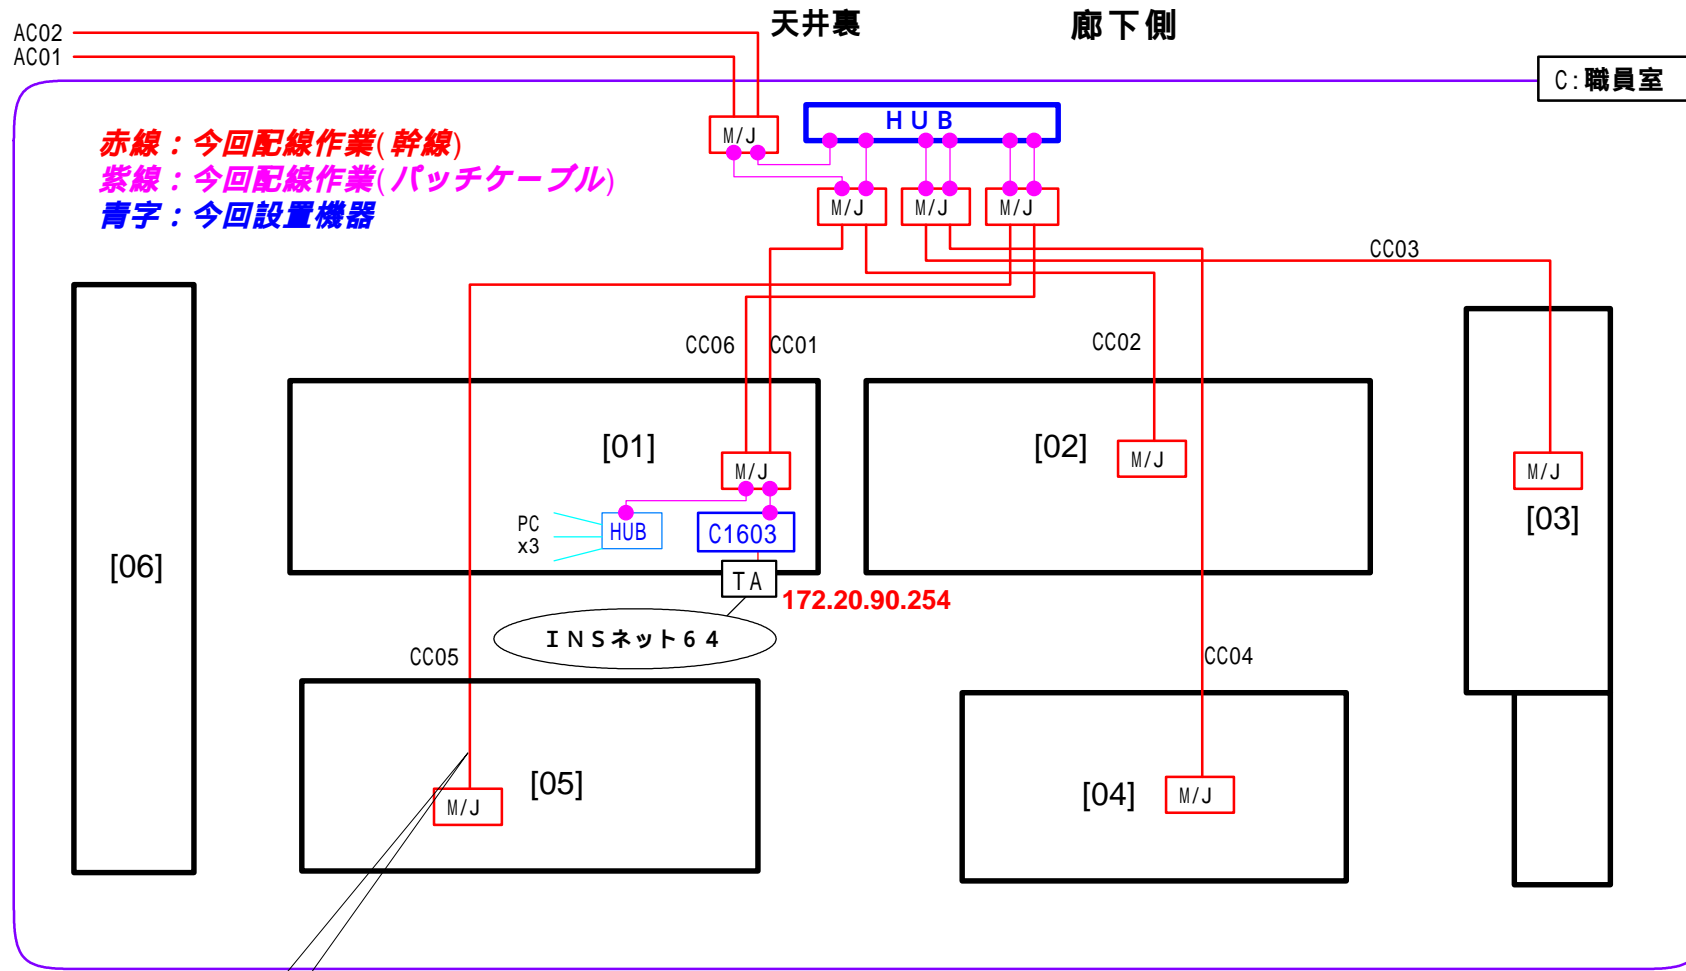 天井裏
廊下側
AC02
AC01
C:職員室
HUB
M/J
赤線：今回配線作業(幹線)
紫線：今回配線作業(パッチケーブル)
青字：今回設置機器
M/J
M/J
M/J
CC03
CC06
CC01
CC02
[01]
[02]
M/J
M/J
M/J
[03]
PC
x3
HUB
C1603
[06]
TA
172.20.90.254
INSネット64
CC05
CC04
[05]
[04]
M/J
M/J